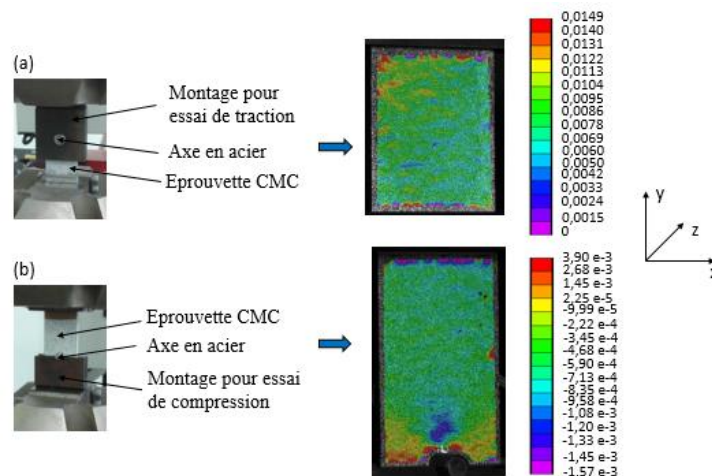 (a)
Montage pour
essai de traction
Axe en acier
Eprouvette CMC
0,0149
0,0140
0,0131
0,0122
0,0113
0,0104
0,0095
0,0086
0,0078
0,0069
0,0060
0,0050
0,0042
0,0033
0,0024
0,0015
0
y
z
x
(b)
Eprouvette CMC
Axe en acier
Montage pour essai
de compression
3,90 e-3
2,68 e-3
1,45 e-3
2,25 e-5
-9,99 e-5
-2,22 e-4
-3,45 e-4
-4,68 e-4
-5,90 e-4
-7,13 e-4
-8,35 e-4
-9,58 e-4
-1,08 e-3
-1,20 e-3
-1,33 e-3
-1,45 e-3
-1,57 e-3